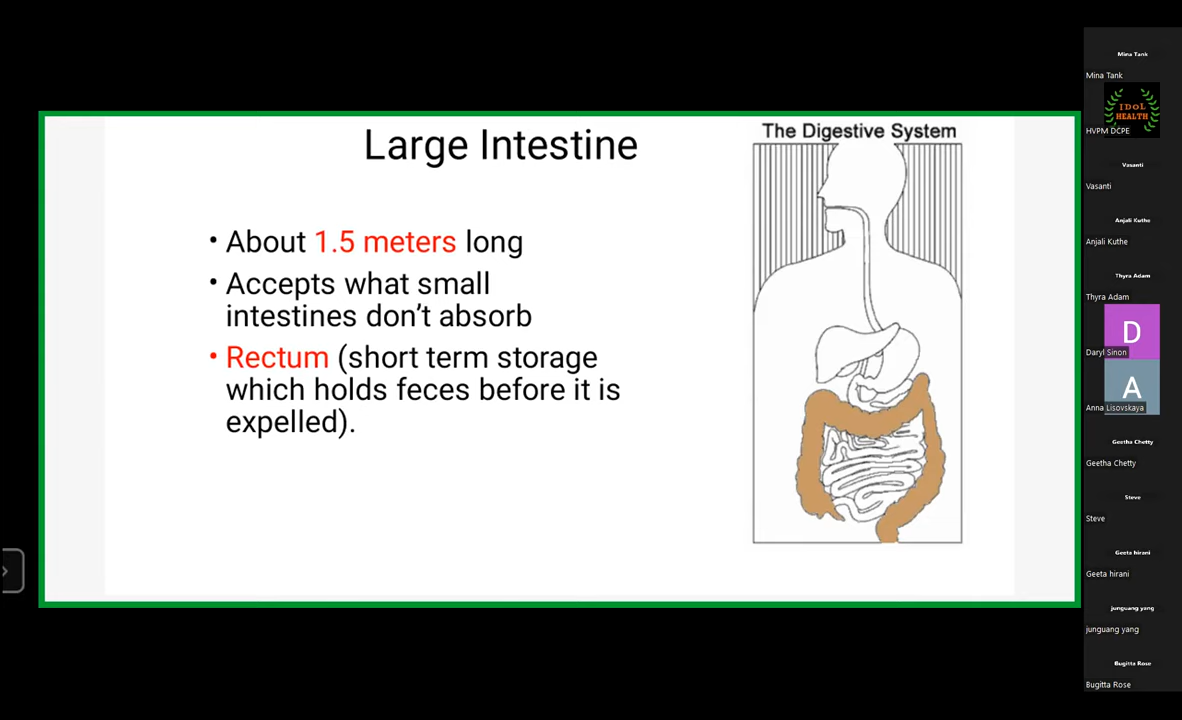 Large Intestine
• About 1.5 meters long
• Accepts what small
intestines don't absorb
• Rectum (short term storage
which holds feces before it is
expelled).
The Digestive System
Mina Tank
Mina Tank
IDOL
HEALTH
HVPM DCPE
Vasanti
Vasanti
Anjali Kuthe
Anjali Kuthe
Thyra Adam
Thyra Adam
D
Daryl Sinon
A
Anna Lisovskaya
Geetha Chetty
Geetha Chetty
Steve
Steve
Geeta hirani
Geeta hirani
junguang yang
junguang yang
Bugitta Rose
Bugitta Rose